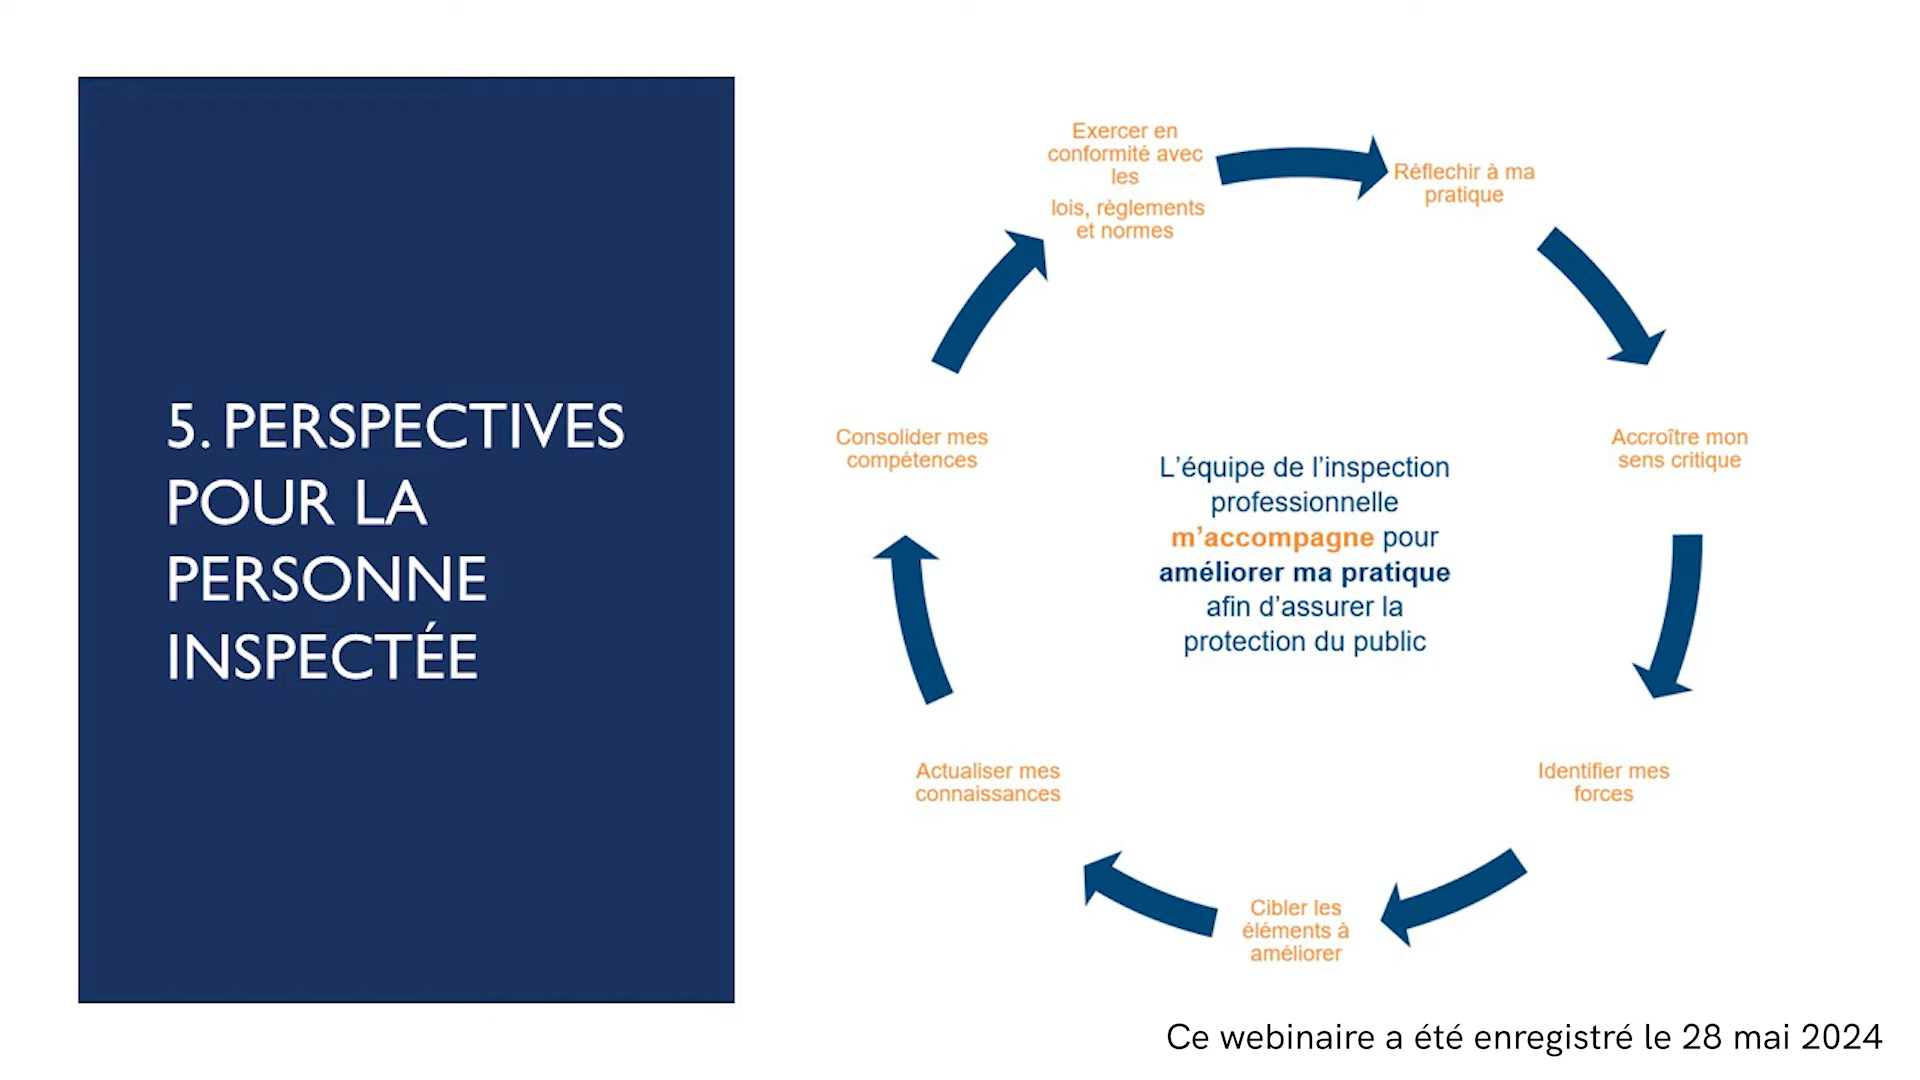 5. PERSPECTIVES
POUR LA
PERSONNE
INSPECTÉE
Exercer en
conformité avec
les
lois, règlements
et normes
Réflechir à ma
pratique
Accroître mon
sens critique
Identifier mes
forces
Cibler les
éléments à
améliorer
Actualiser mes
connaissances
Consolider mes
compétences
L'équipe de l'inspection
professionnelle
m'accompagne pour
améliorer ma pratique
afin d'assurer la
protection du public
Ce webinaire a été enregistré le 28 mai 2024